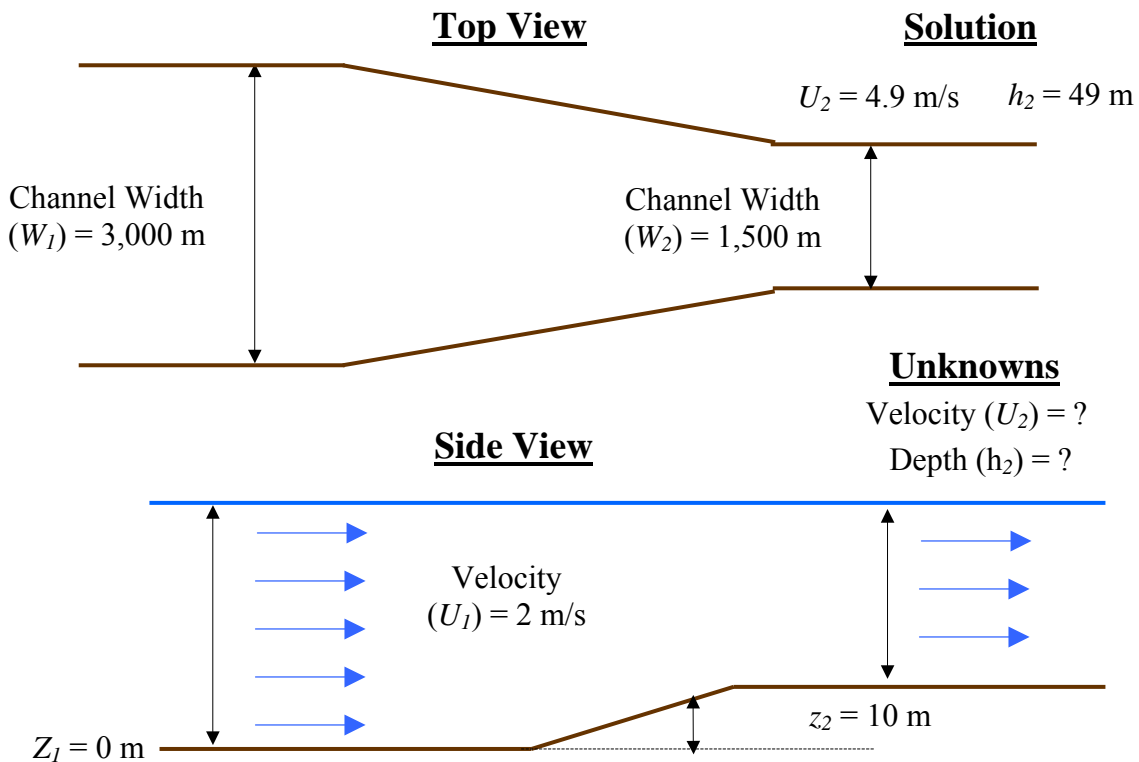 Top View
Solution
U₂ = 4.9 m/s h₂ = 49 m
Channel Width
(W₁) = 3,000 m
Channel Width
(W₂) = 1,500 m
Unknowns
Velocity (U₂) = ?
Depth (h₂) = ?
Side View
Velocity
(U₁) = 2 m/s
z₂ = 10 m
Z₁ = 0 m